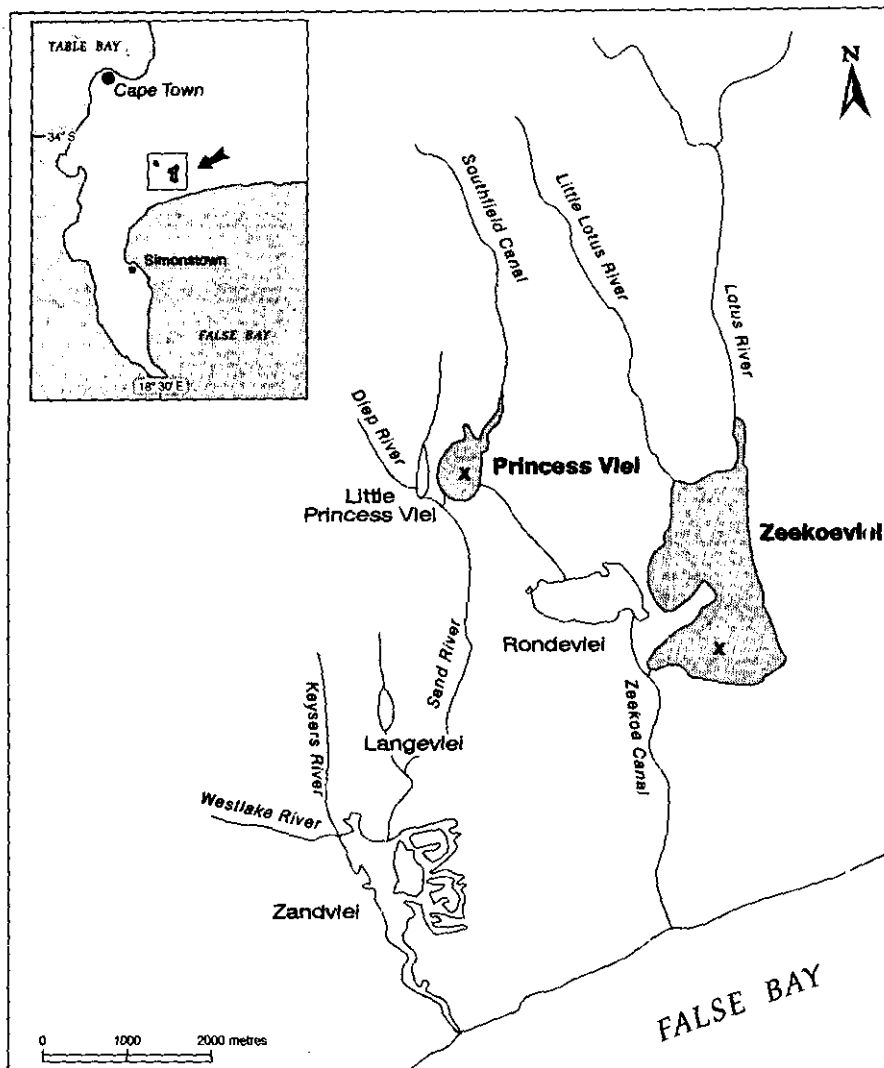 TABLE BAY
Cape Town
34° S
Simonstown
FALSE BAY
18° 30' E
N
Southfield Canal
Little Lotus River
Lotus River
Diep River
x
Princess Vlei
Little
Princess Vlei
Zeekoevlei
Rondevlei
x
Sand River
Keysers River
Langevlei
Zeekoe Canal
Westlake River
Zandvlei
FALSE BAY
0 1000 2000 metres